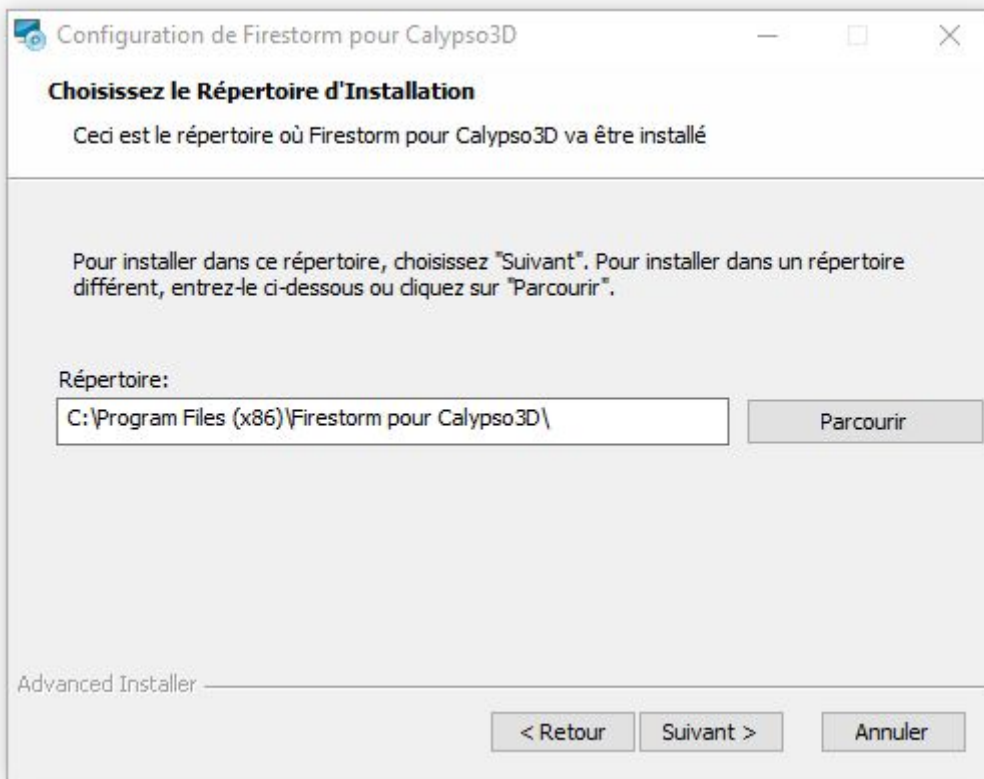 Configuration de Firestorm pour Calypso3D
Choisissez le Répertoire d'Installation
Ceci est le répertoire où Firestorm pour Calypso3D va être installé
Pour installer dans ce répertoire, choisissez "Suivant". Pour installer dans un répertoire
différent, entrez-le ci-dessous ou cliquez sur "Parcourir".
Répertoire:
C:\Program Files (x86)\Firestorm pour Calypso3D\
Parcourir
Advanced Installer
< Retour
Suivant >
Annuler